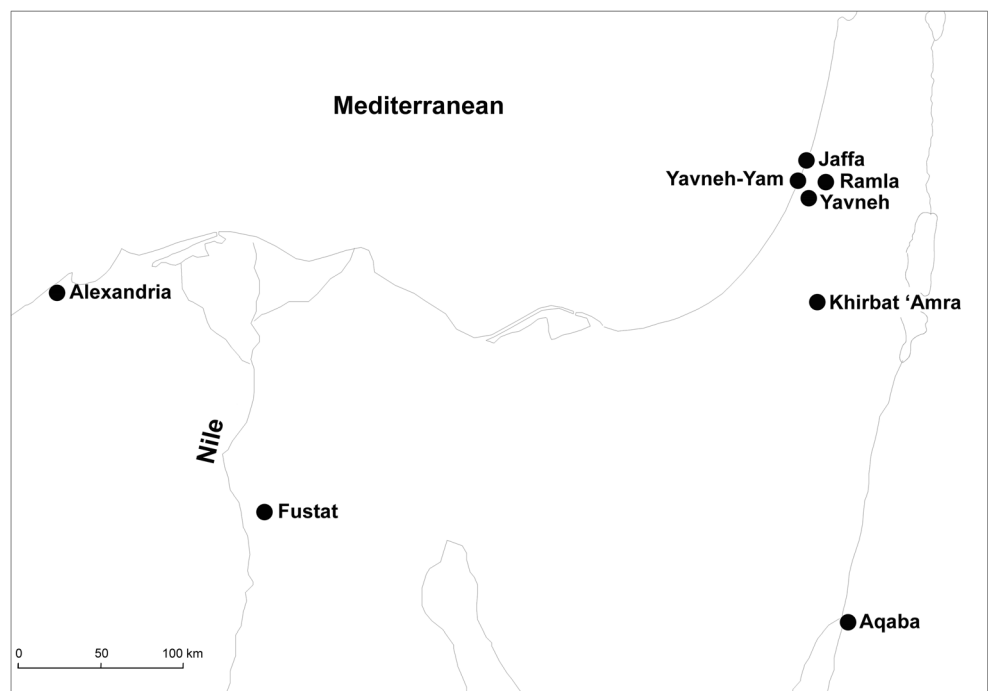 Mediterranean
Jaffa
Yavneh-Yam
Ramla
Yavneh
Alexandria
Khirbat ‘Amra
Nile
Fustat
Aqaba
0 50 100 km